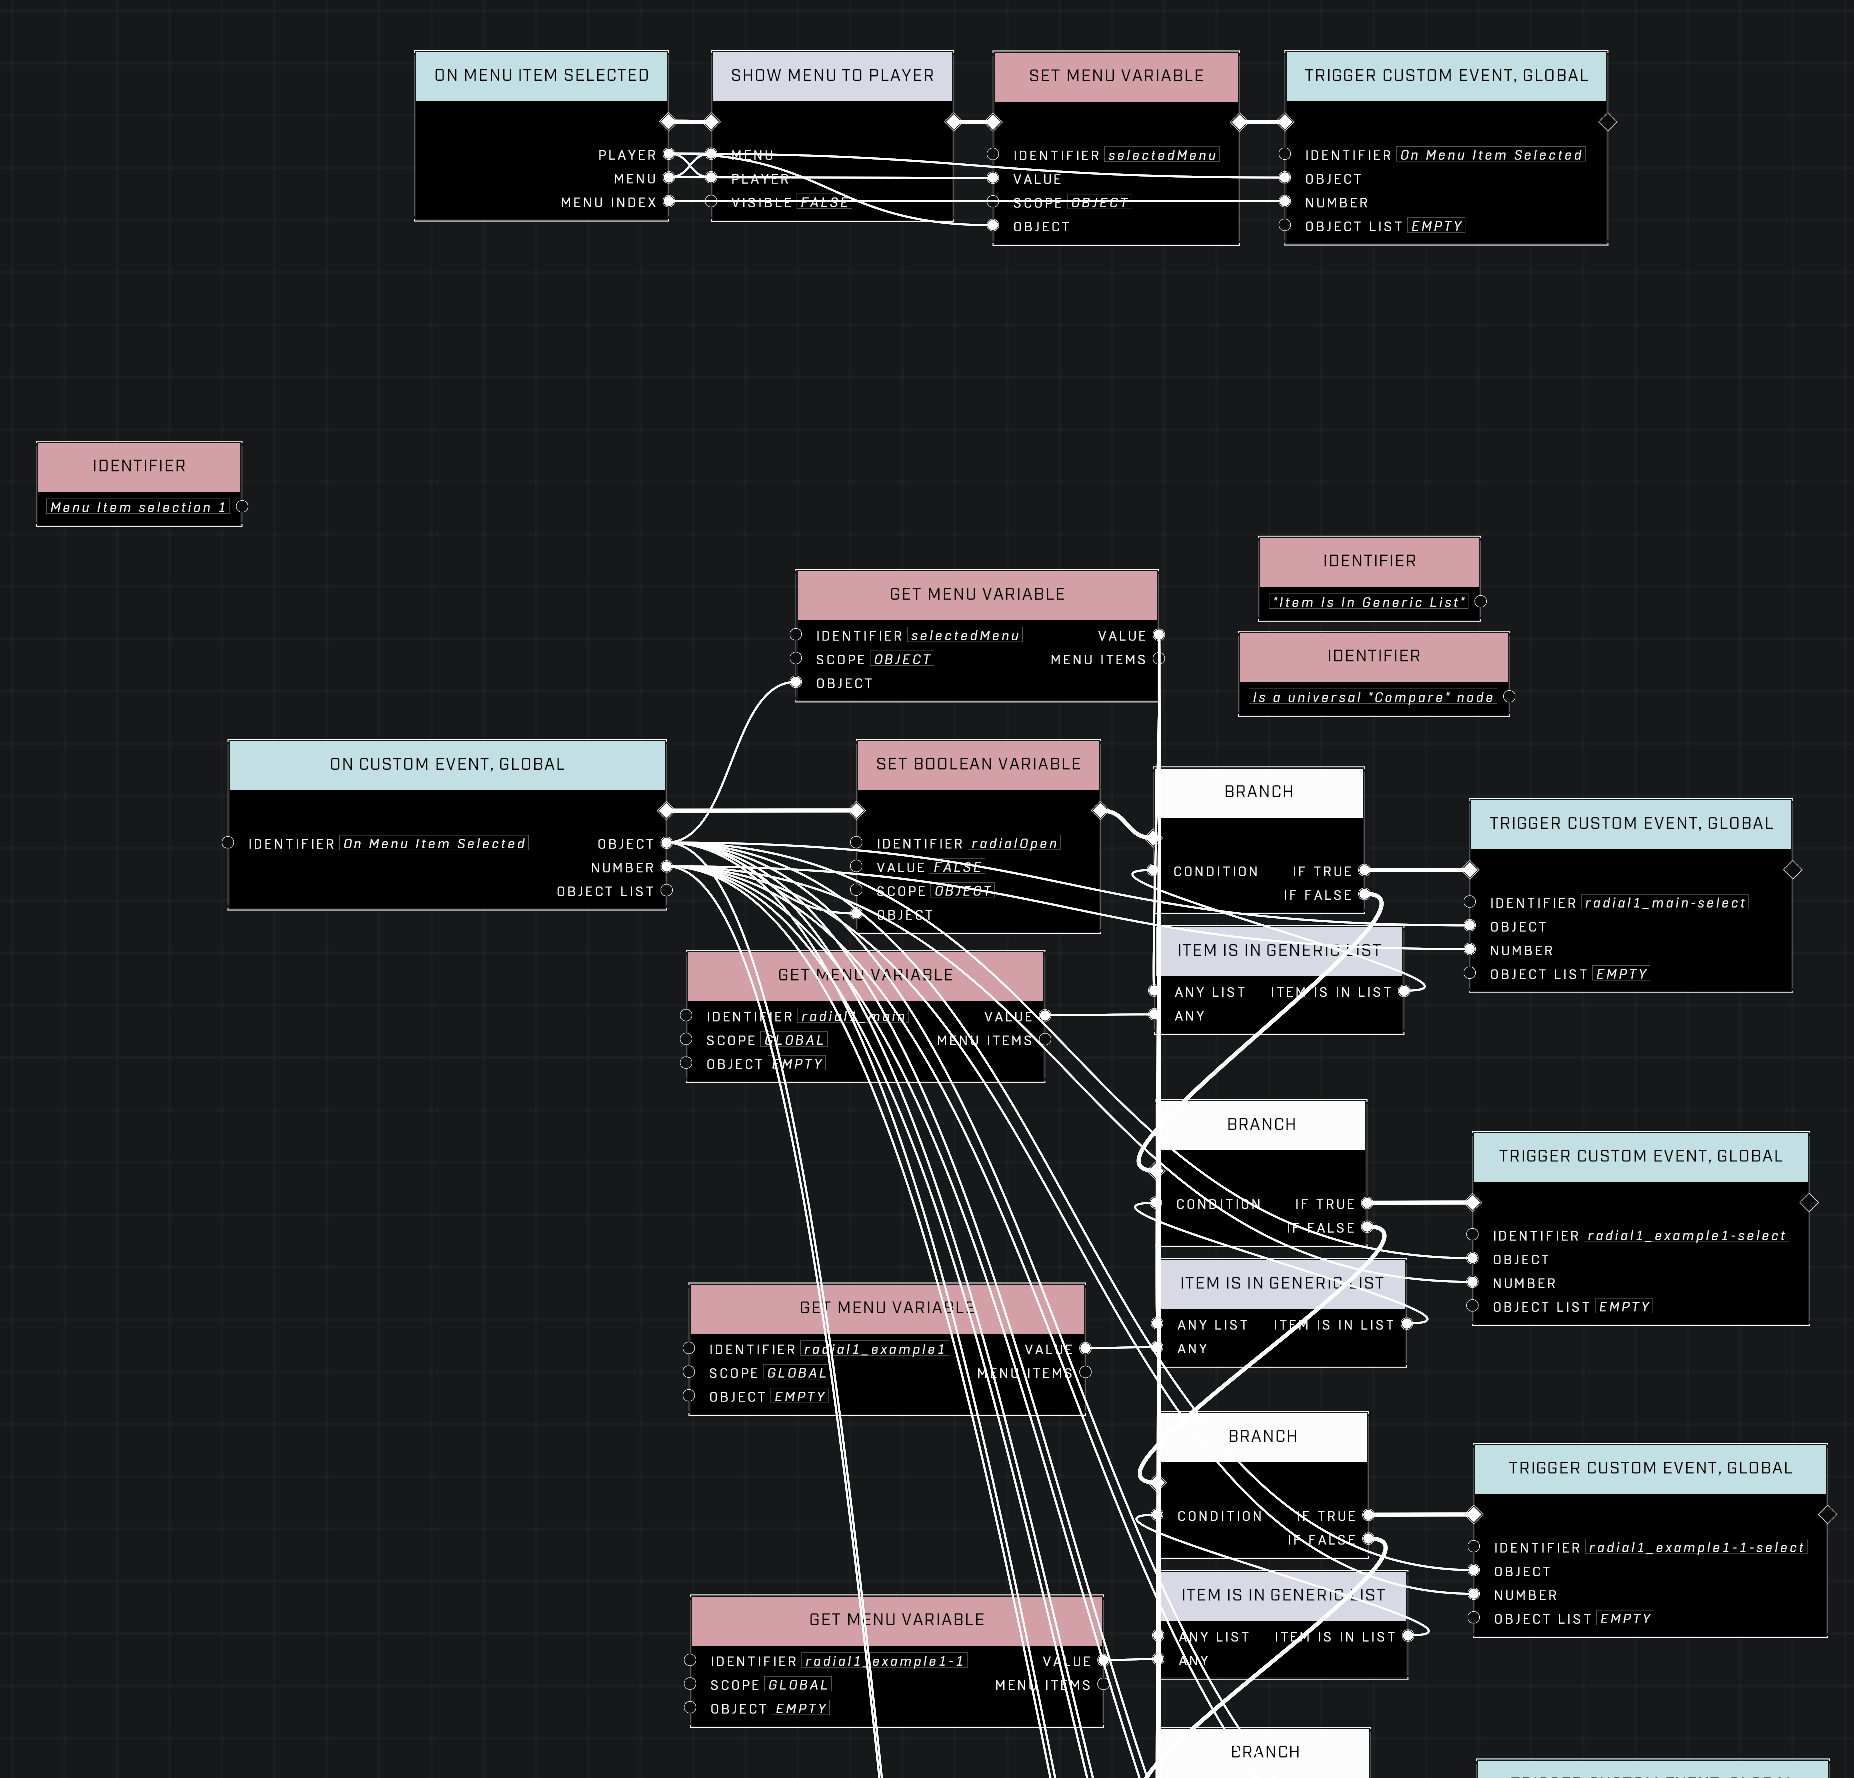 ON MENU ITEM SELECTED
PLAYER
MENU
MENU INDEX
SHOW MENU TO PLAYER
MENU
PLAYER
VISIBLE FALSE
SET MENU VARIABLE
IDENTIFIER selectedMenu
VALUE
SCOPE OBJECT
OBJECT
TRIGGER CUSTOM EVENT, GLOBAL
IDENTIFIER On Menu Item Selected
OBJECT
NUMBER
OBJECT LIST EMPTY
IDENTIFIER
Menu Item selection 1
IDENTIFIER
"Item Is In Generic List"
IDENTIFIER
Is a universal "Compare" node
GET MENU VARIABLE
IDENTIFIER selectedMenu VALUE
SCOPE OBJECT MENU ITEMS
OBJECT
ON CUSTOM EVENT, GLOBAL
IDENTIFIER On Menu Item Selected OBJECT
NUMBER
OBJECT LIST
SET BOOLEAN VARIABLE
IDENTIFIER radialOpen
VALUE FALSE
SCOPE OBJECT
OBJECT
BRANCH
CONDITION IF TRUE
IF FALSE
TRIGGER CUSTOM EVENT, GLOBAL
IDENTIFIER radial1_main-select
OBJECT
NUMBER
OBJECT LIST EMPTY
ITEM IS IN GENERIC LIST
ANY LIST ITEM IS IN LIST
ANY
GET MENU VARIABLE
IDENTIFIER radial1_main VALUE
SCOPE GLOBAL MENU ITEMS
OBJECT EMPTY
BRANCH
CONDITION IF TRUE
IF FALSE
TRIGGER CUSTOM EVENT, GLOBAL
IDENTIFIER radial1_example1-select
OBJECT
NUMBER
OBJECT LIST EMPTY
ITEM IS IN GENERIC LIST
ANY LIST ITEM IS IN LIST
ANY
GET MENU VARIABLE
IDENTIFIER radial1_example1 VALUE
SCOPE GLOBAL MENU ITEMS
OBJECT EMPTY
BRANCH
CONDITION IF TRUE
IF FALSE
TRIGGER CUSTOM EVENT, GLOBAL
IDENTIFIER radial1_example1-1-select
OBJECT
NUMBER
OBJECT LIST EMPTY
ITEM IS IN GENERIC LIST
ANY LIST ITEM IS IN LIST
ANY
GET MENU VARIABLE
IDENTIFIER radial1_example1-1 VALUE
SCOPE GLOBAL MENU ITEMS
OBJECT EMPTY
BRANCH